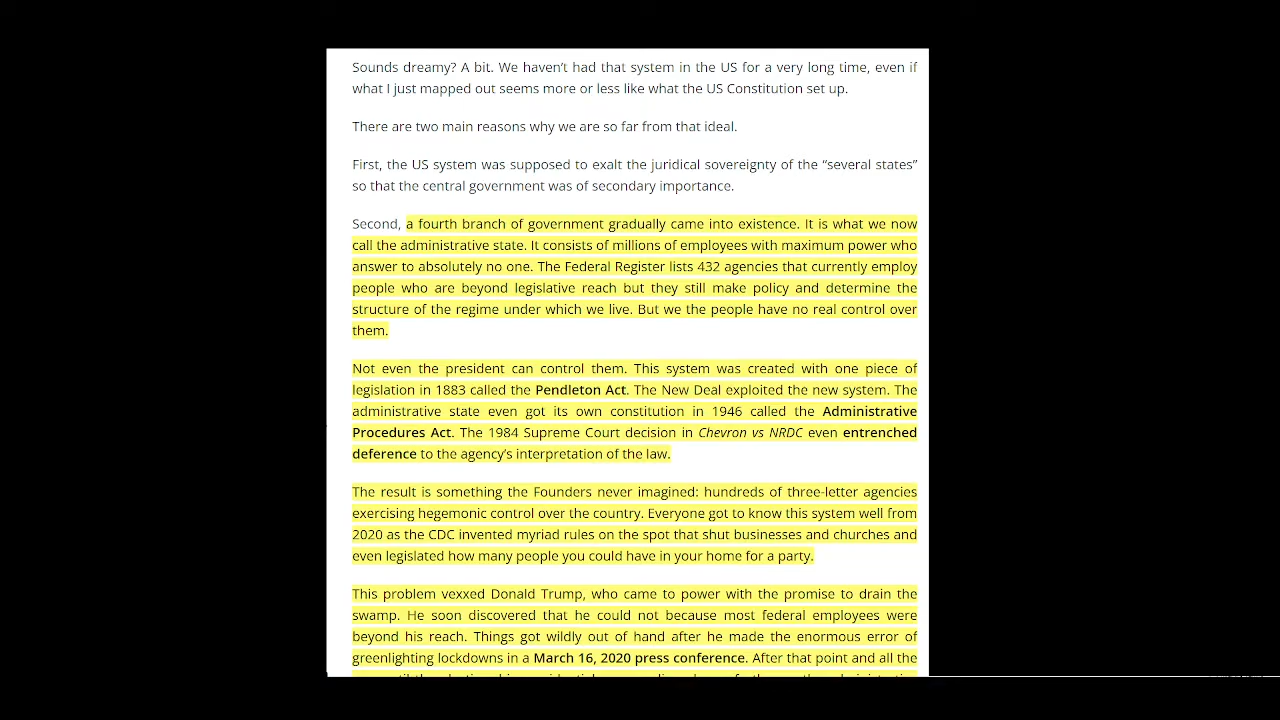 Sounds dreamy? A bit. We haven’t had that system in the US for a very long time, even if
what I just mapped out seems more or less like what the US Constitution set up.
There are two main reasons why we are so far from that ideal.
First, the US system was supposed to exalt the juridical sovereignty of the “several states”
so that the central government was of secondary importance.
Second, a fourth branch of government gradually came into existence. It is what we now
call the administrative state. It consists of millions of employees with maximum power who
answer to absolutely no one. The Federal Register lists 432 agencies that currently employ
people who are beyond legislative reach but they still make policy and determine the
structure of the regime under which we live. But we the people have no real control over
them.
Not even the president can control them. This system was created with one piece of
legislation in 1883 called the Pendleton Act. The New Deal exploited the new system. The
administrative state even got its own constitution in 1946 called the Administrative
Procedures Act. The 1984 Supreme Court decision in Chevron vs NRDC even entrenched
deference to the agency’s interpretation of the law.
The result is something the Founders never imagined: hundreds of three-letter agencies
exercising hegemonic control over the country. Everyone got to know this system well from
2020 as the CDC invented myriad rules on the spot that shut businesses and churches and
even legislated how many people you could have in your home for a party.
This problem vexxed Donald Trump, who came to power with the promise to drain the
swamp. He soon discovered that he could not because most federal employees were
beyond his reach. Things got wildly out of hand after he made the enormous error of
greenlighting lockdowns in a March 16, 2020 press conference. After that point and all the